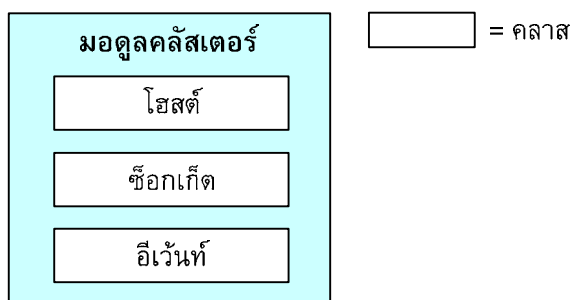 มอดูลคลัสเตอร์
= คลาส
โฮสต์
ซ็อกเก็ต
อีเว้นท์